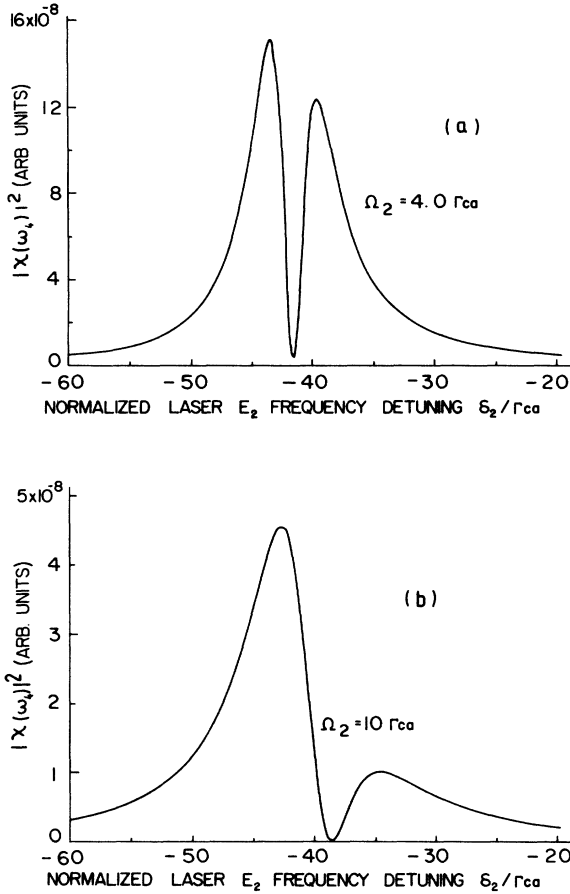 16x10⁻⁸
12
8
4
0
|χ(ω₄)|² (ARB UNITS)
(a)
Ω₂ = 4.0 Γca
-60 -50 -40 -30 -20
NORMALIZED LASER E₂ FREQUENCY DETUNING δ₂/Γca
5x10⁻⁸
4
3
2
1
0
|χ(ω₄)|² (ARB. UNITS)
(b)
Ω₂ = 10 Γca
-60 -50 -40 -30 -20
NORMALIZED LASER E₂ FREQUENCY DETUNING δ₂/Γca